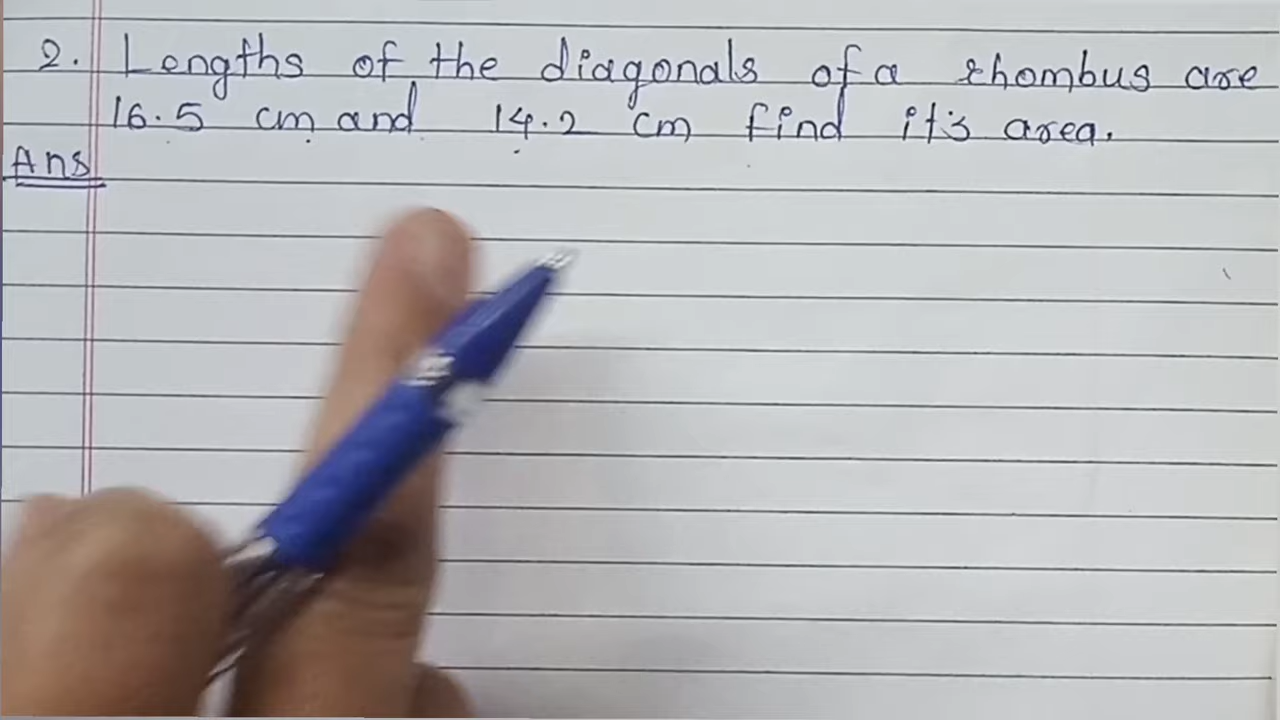 2. Lengths of the diagonals of a rhombus are
16.5 cm and 14.2 cm find it's area.
Ans